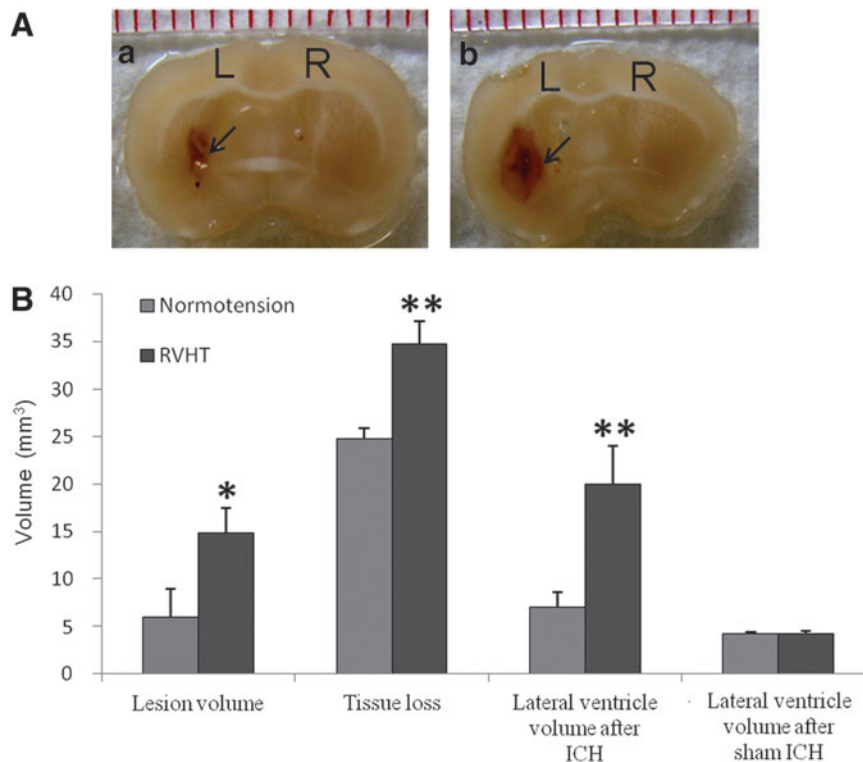 A
a
L R
b
L R
B
40
35
30
25
20
15
10
5
0
Volume (mm³)
Normotension
RVHT
*
**
**
Lesion volume
Tissue loss
Lateral ventricle
volume after
ICH
Lateral ventricle
volume after
sham ICH